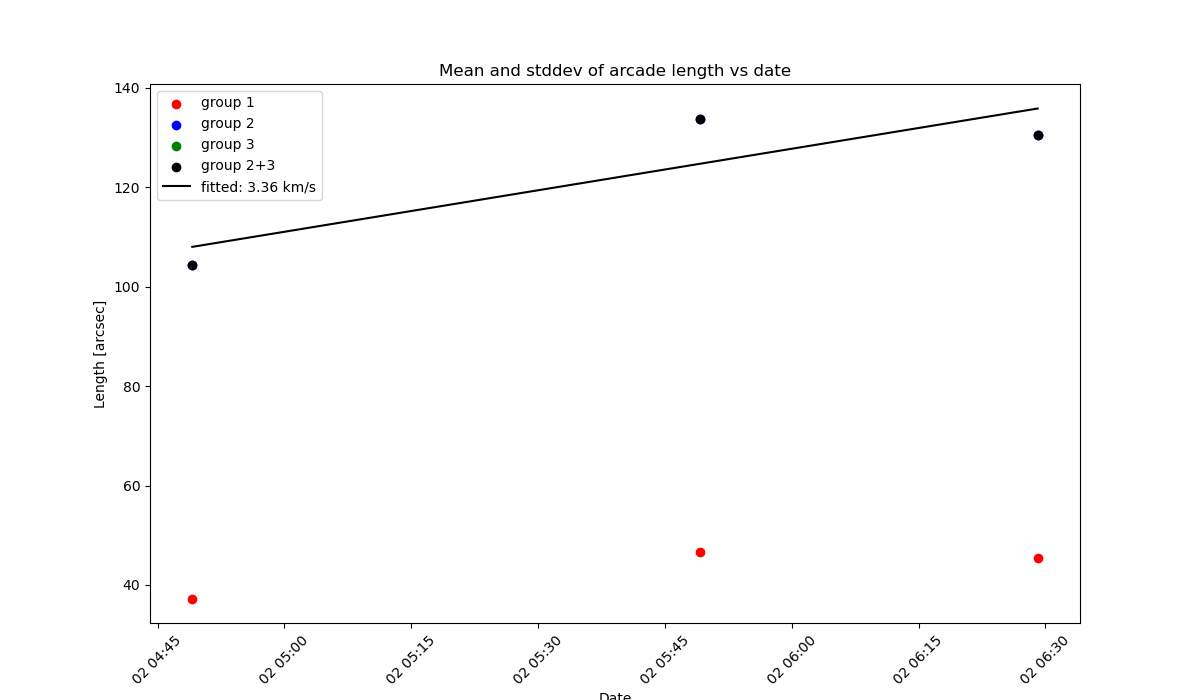 Mean and stddev of arcade length vs date
140
120
100
80
60
40
Length [arcsec]
group 1
group 2
group 3
group 2+3
fitted: 3.36 km/s
02 04:45
02 05:00
02 05:15
02 05:30
02 05:45
02 06:00
02 06:15
02 06:30
Date